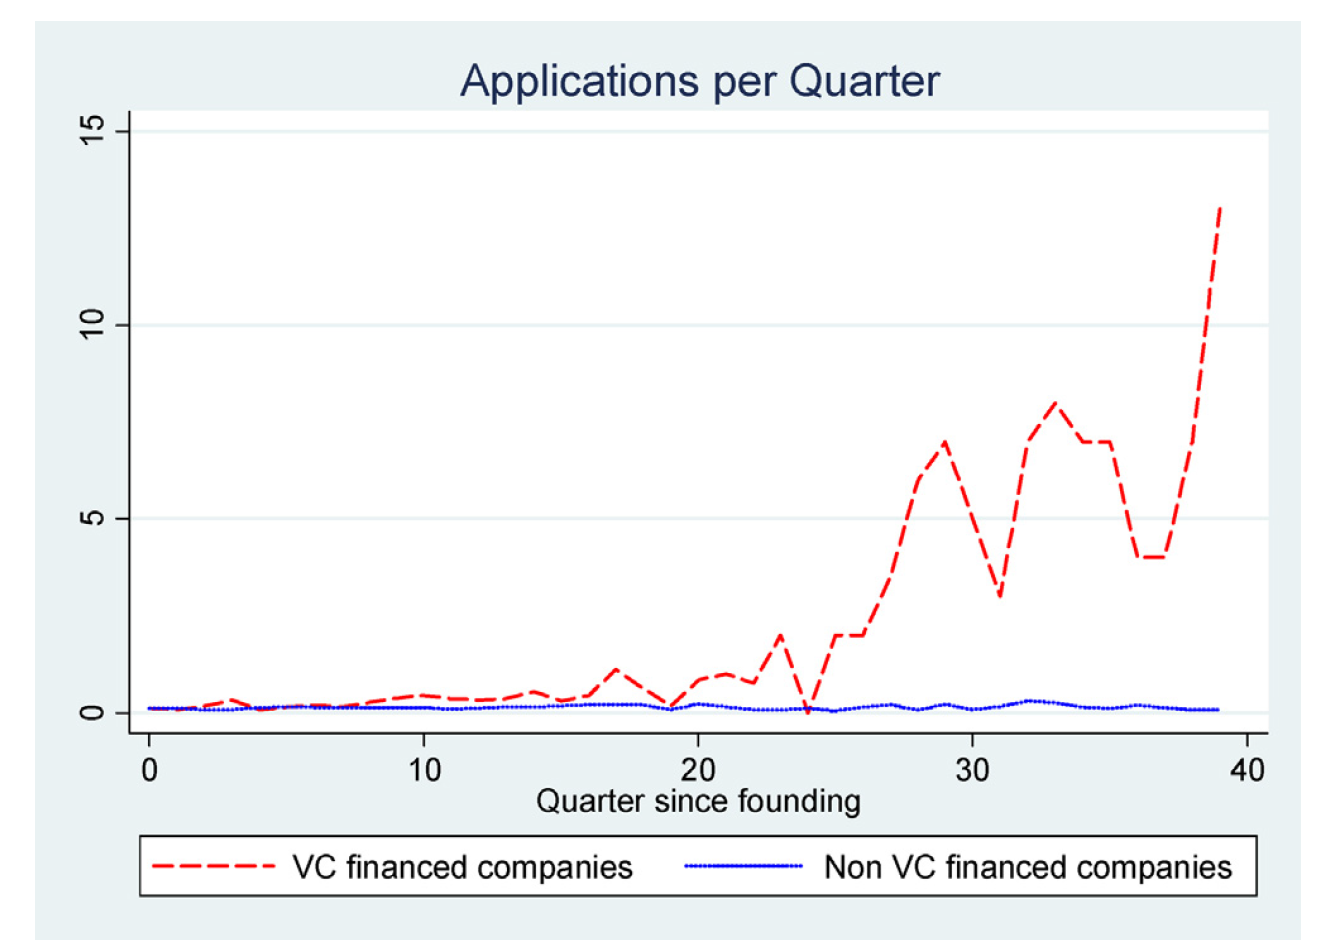 Applications per Quarter
15
10
5
0
0 10 20 30 40
Quarter since founding
VC financed companies Non VC financed companies